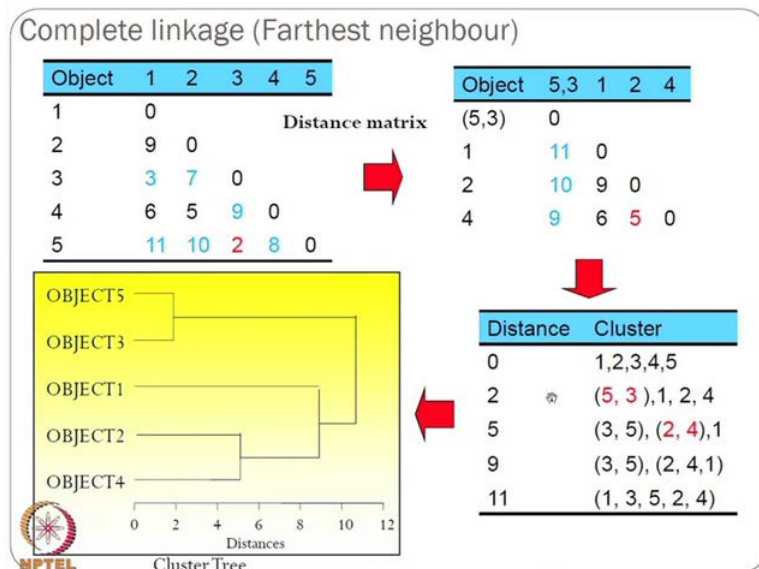 Complete linkage (Farthest neighbour)
Object 1 2 3 4 5
1 0
2 9 0
3 3 7 0
4 6 5 9 0
5 11 10 2 8 0
Distance matrix
Object 5,3 1 2 4
(5,3) 0
1 11 0
2 10 9 0
4 9 6 5 0
Distance Cluster
0 1,2,3,4,5
2 (5, 3 ),1, 2, 4
5 (3, 5), (2, 4),1
9 (3, 5), (2, 4,1)
11 (1, 3, 5, 2, 4)
OBJECT5
OBJECT3
OBJECT1
OBJECT2
OBJECT4
0 2 4 6 8 10 12
Distances
Cluster Tree
NPTEL